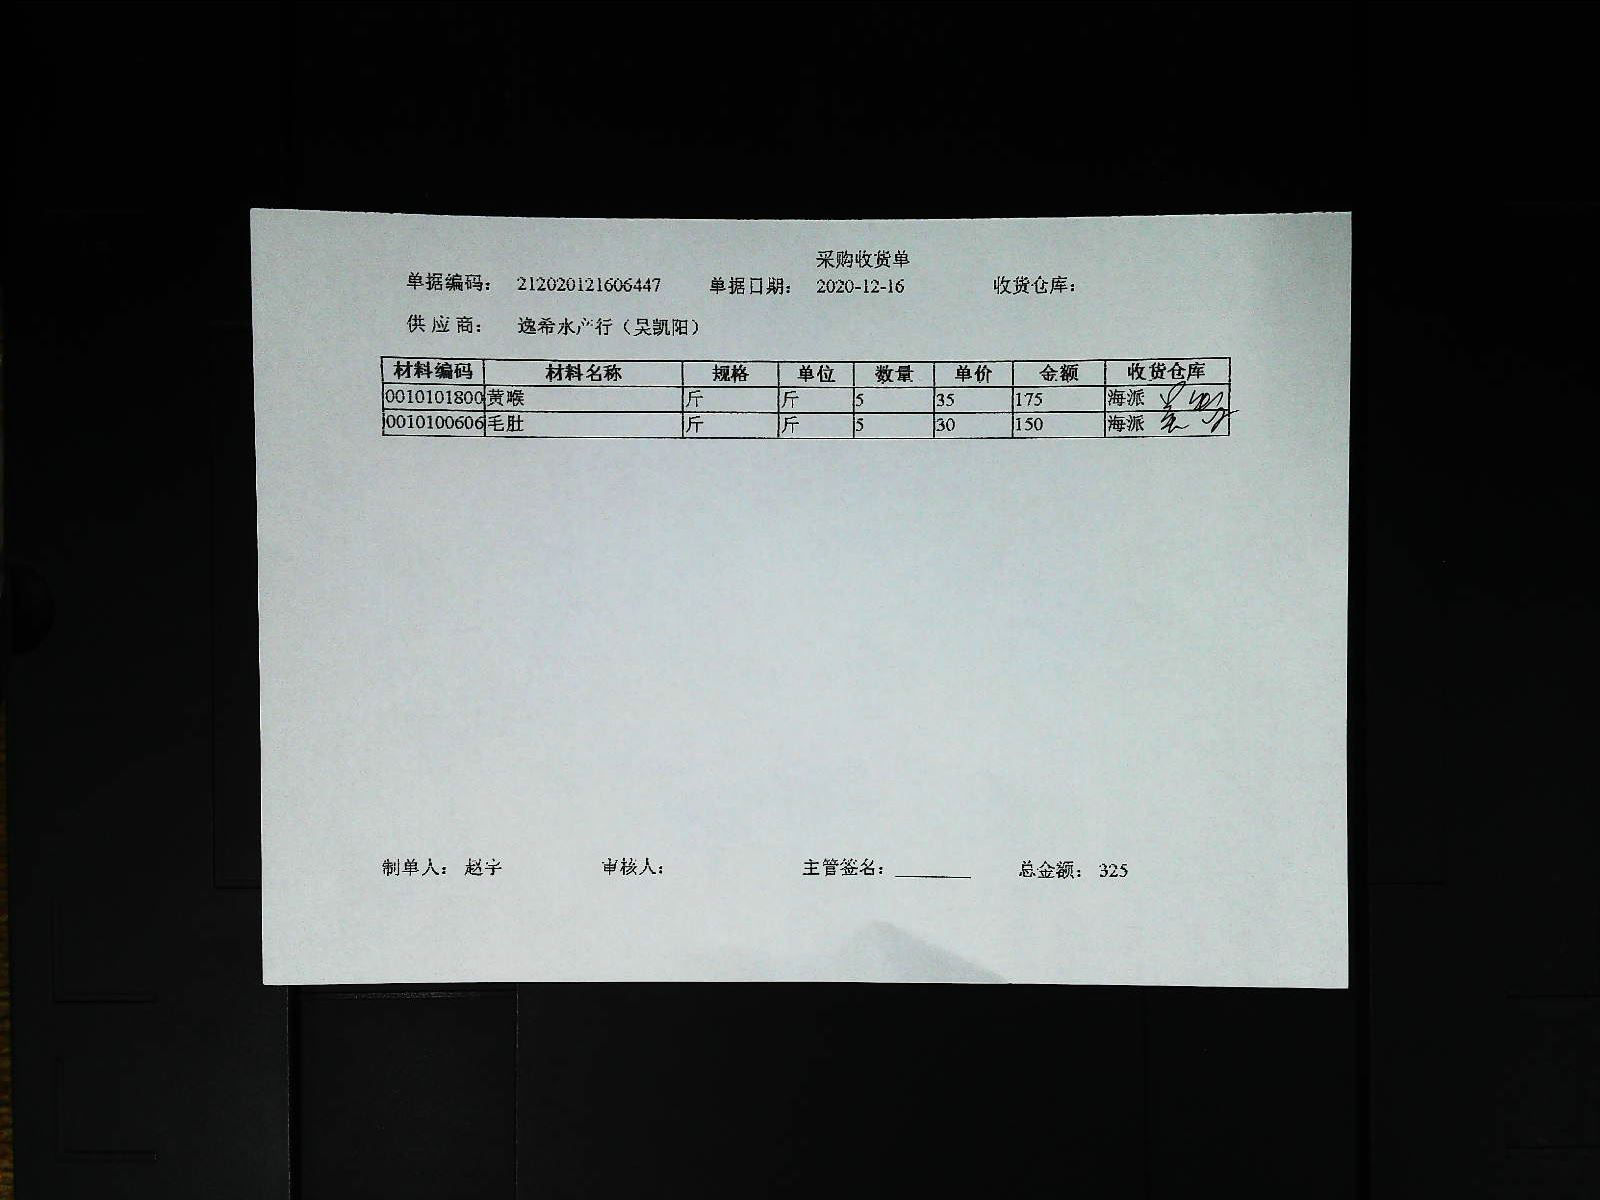 采购收货单
单据编码： 212020121606447 单据日期： 2020-12-16 收货仓库：
供应商： 逸希水产行（吴凯阳）
材料编码 材料名称 规格 单位 数量 单价 金额 收货仓库
0010101800 黄喉 斤 斤 5 35 175 海派
0010100606 毛肚 斤 斤 5 30 150 海派
制单人： 赵宇 审核人： 主管签名： 总金额： 325